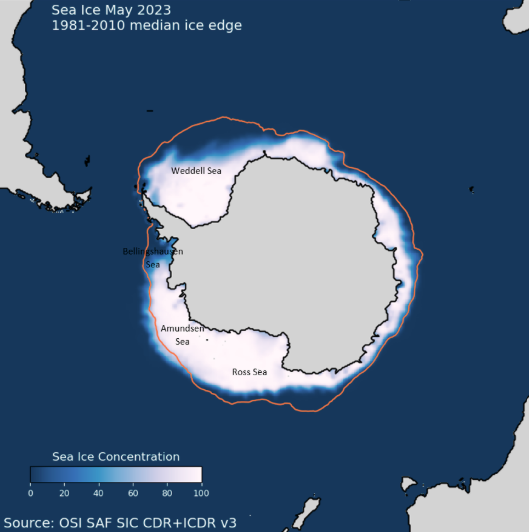 Sea Ice May 2023
1981-2010 median ice edge
Weddell Sea
Bellingshausen
Sea
Amundsen
Sea
Ross Sea
Sea Ice Concentration
0 20 40 60 80 100
Source: OSI SAF SIC CDR+ICDR v3